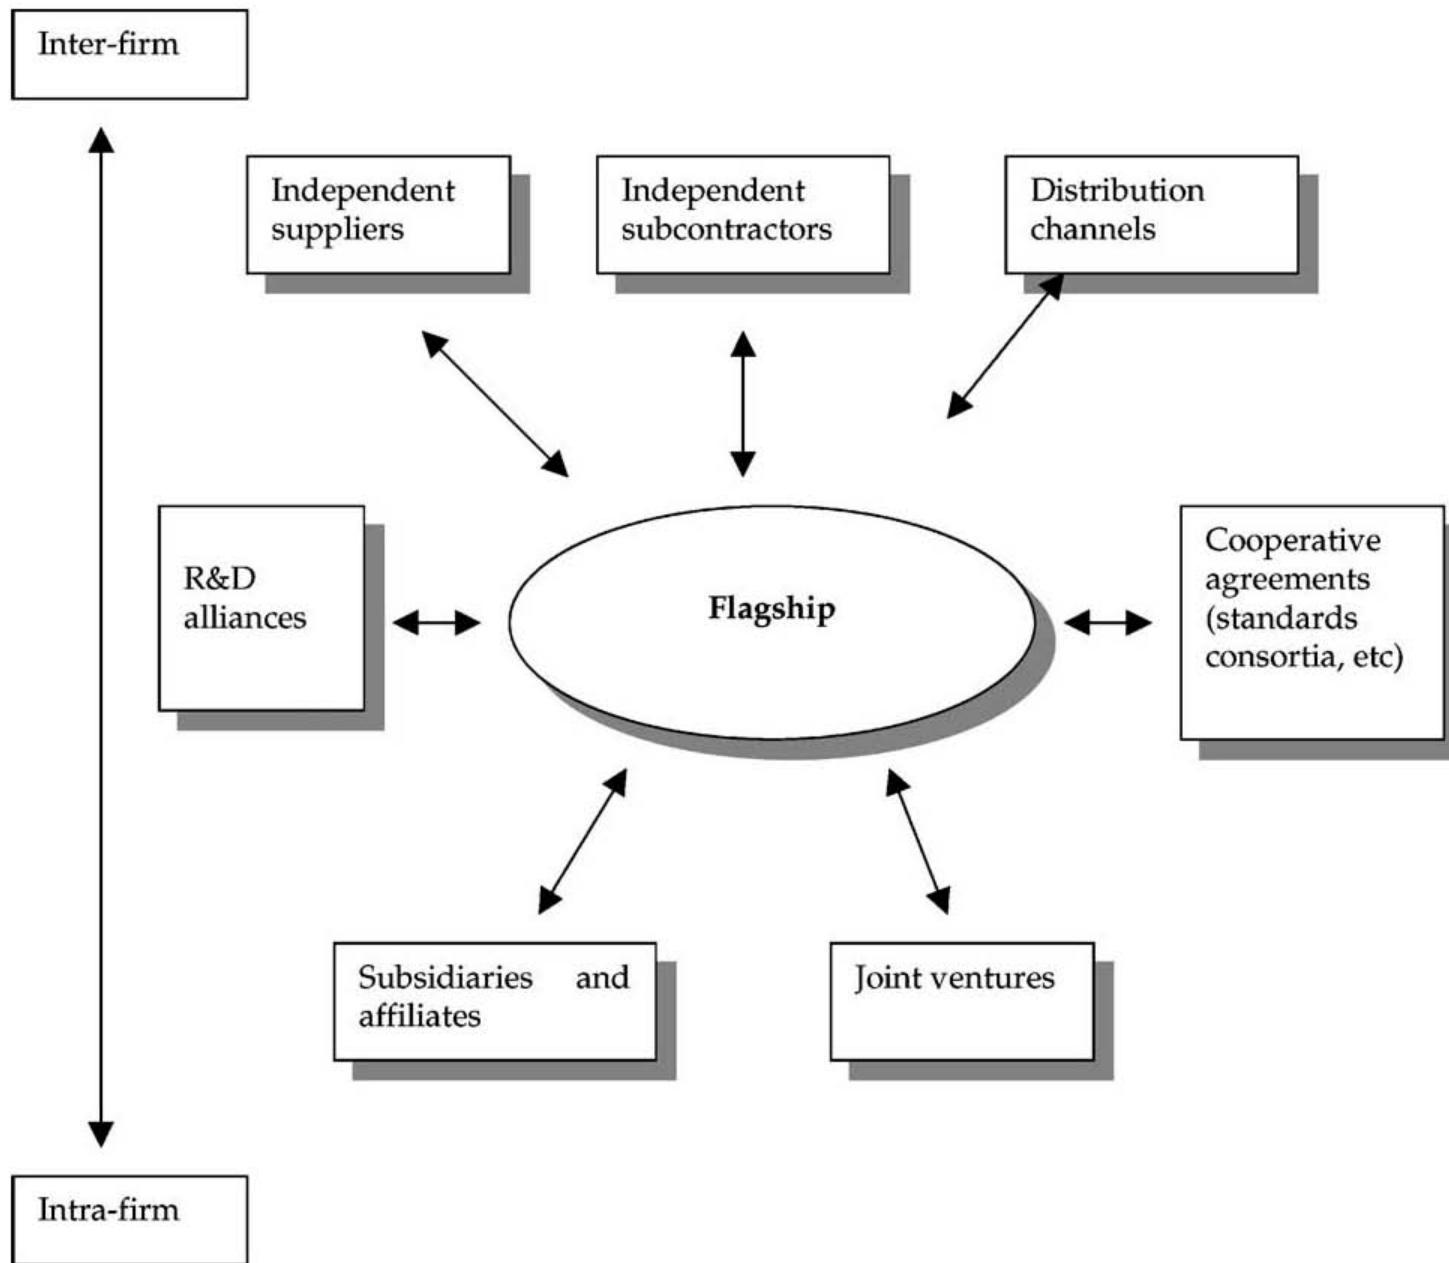 Inter-firm
Independent
suppliers
Independent
subcontractors
Distribution
channels
R&D
alliances
Flagship
Cooperative
agreements
(standards
consortia, etc)
Subsidiaries and
affiliates
Joint ventures
Intra-firm